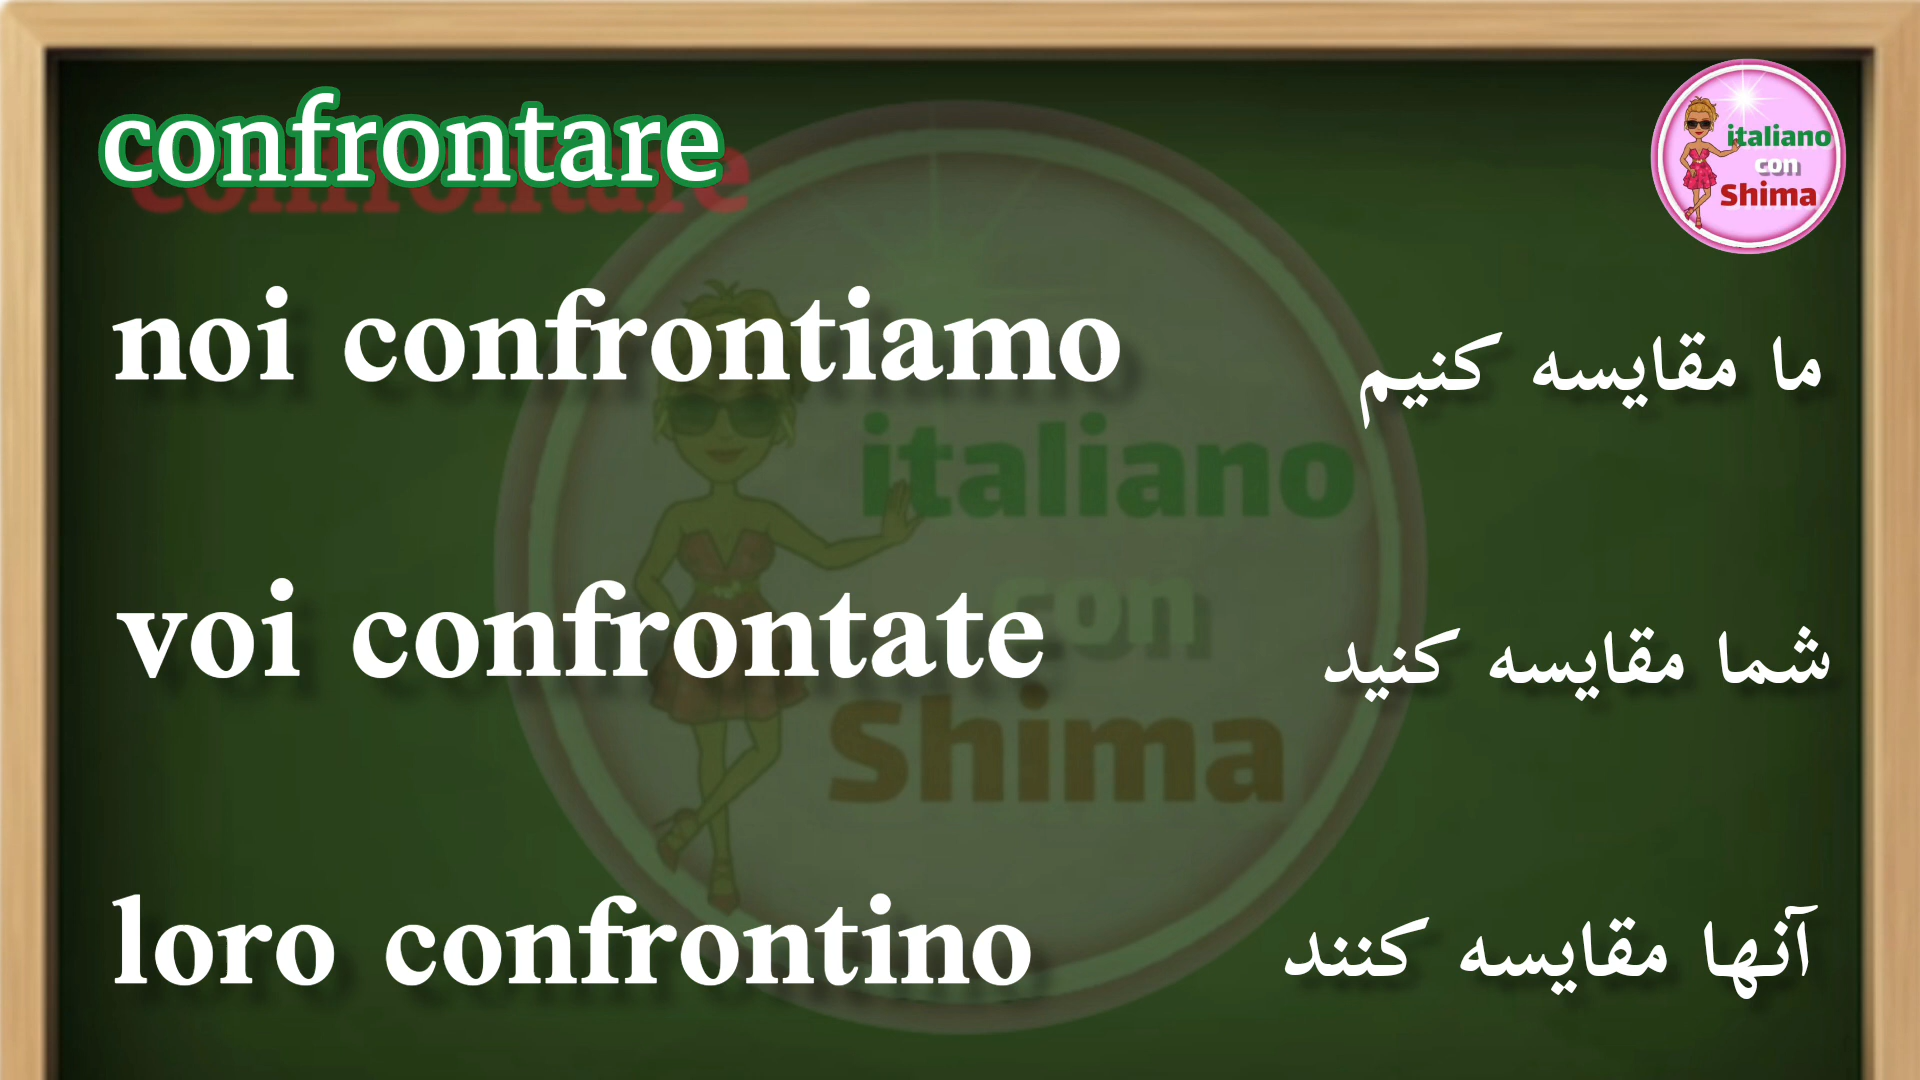 confrontare
italiano
con
Shima
noi confrontiamo
ما مقایسه کنیم
italiano
con
voi confrontate
شما مقایسه کنید
Shima
loro confrontino
آنها مقایسه کنند